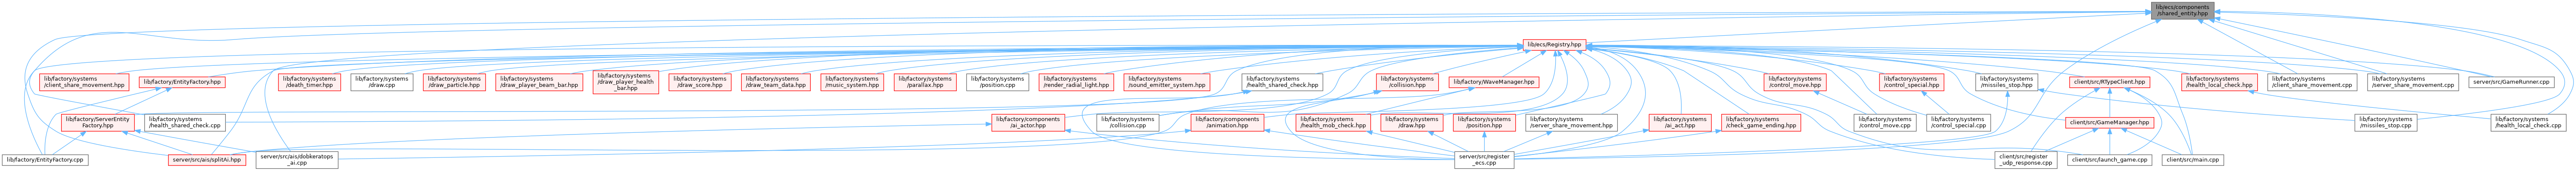 lib/ecs/components
/shared_entity.hpp
lib/ecs/Registry.hpp
lib/factory/systems
/client_share_movement.hpp
lib/factory/EntityFactory.hpp
lib/factory/systems
/death_timer.hpp
lib/factory/systems
/draw.cpp
lib/factory/systems
/draw_particle.hpp
lib/factory/systems
/draw_player_beam_bar.hpp
lib/factory/systems
/draw_player_health
_bar.hpp
lib/factory/systems
/draw_score.hpp
lib/factory/systems
/draw_team_data.hpp
lib/factory/systems
/music_system.hpp
lib/factory/systems
/parallax.hpp
lib/factory/systems
/position.cpp
lib/factory/systems
/render_radial_light.hpp
lib/factory/systems
/sound_emitter_system.hpp
lib/factory/systems
/health_shared_check.hpp
lib/factory/systems
/collision.hpp
lib/factory/WaveManager.hpp
lib/factory/systems
/control_move.hpp
lib/factory/systems
/control_special.hpp
lib/factory/systems
/missiles_stop.hpp
client/src/RTypeClient.hpp
lib/factory/systems
/health_local_check.hpp
lib/factory/systems
/client_share_movement.cpp
lib/factory/systems
/server_share_movement.cpp
server/src/GameRunner.cpp
lib/factory/ServerEntity
Factory.hpp
lib/factory/systems
/health_shared_check.cpp
lib/factory/components
/ai_actor.hpp
lib/factory/systems
/collision.cpp
lib/factory/components
/animation.hpp
lib/factory/systems
/health_mob_check.hpp
lib/factory/systems
/draw.hpp
lib/factory/systems
/position.hpp
lib/factory/systems
/server_share_movement.hpp
lib/factory/systems
/ai_act.hpp
lib/factory/systems
/check_game_ending.hpp
lib/factory/systems
/control_move.cpp
lib/factory/systems
/control_special.cpp
client/src/GameManager.hpp
lib/factory/systems
/missiles_stop.cpp
lib/factory/systems
/health_local_check.cpp
lib/factory/EntityFactory.cpp
server/src/ais/splitAi.hpp
server/src/ais/dobkeratops
_ai.cpp
server/src/register
_ecs.cpp
client/src/register
_udp_response.cpp
client/src/launch_game.cpp
client/src/main.cpp